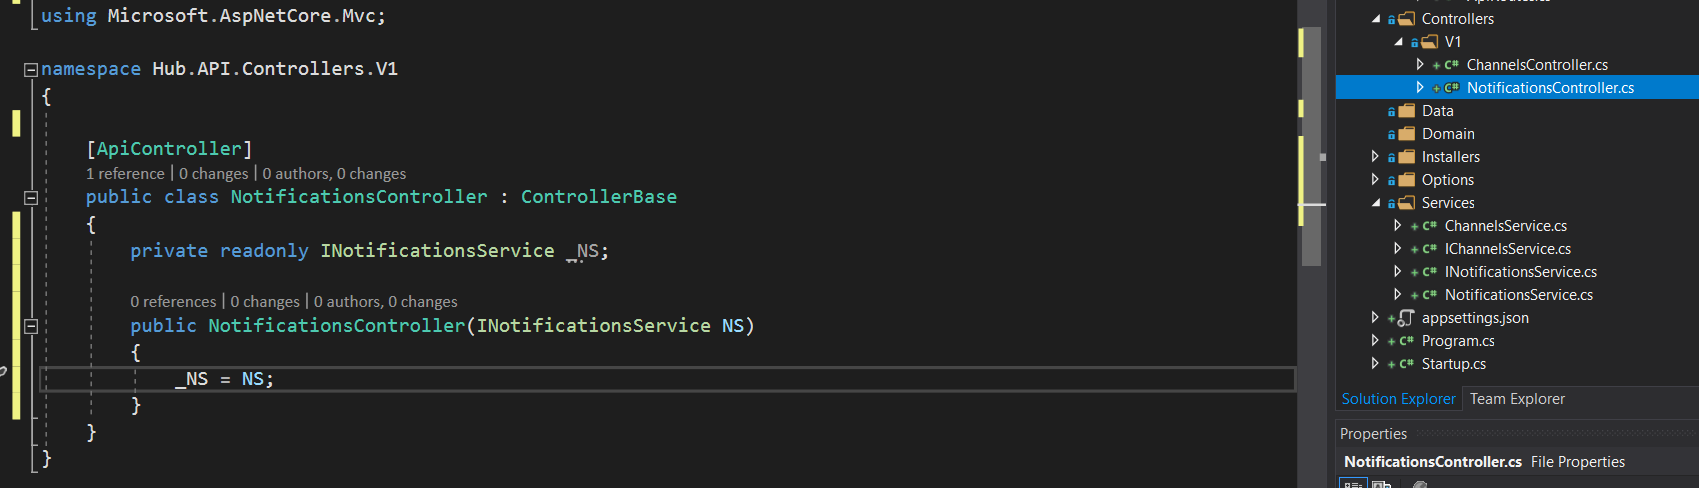 using Microsoft.AspNetCore.Mvc;
namespace Hub.API.Controllers.V1
{
[ApiController]
1 reference | 0 changes | 0 authors, 0 changes
public class NotificationsController : ControllerBase
{
private readonly INotificationsService _NS;
0 references | 0 changes | 0 authors, 0 changes
public NotificationsController(INotificationsService NS)
{
_NS = NS;
}
}
}
Controllers
V1
C# ChannelsController.cs
C# NotificationsController.cs
Data
Domain
Installers
Options
Services
C# ChannelsService.cs
C# IChannelsService.cs
C# INotificationsService.cs
C# NotificationsService.cs
appsettings.json
C# Program.cs
C# Startup.cs
Solution Explorer Team Explorer
Properties
NotificationsController.cs File Properties